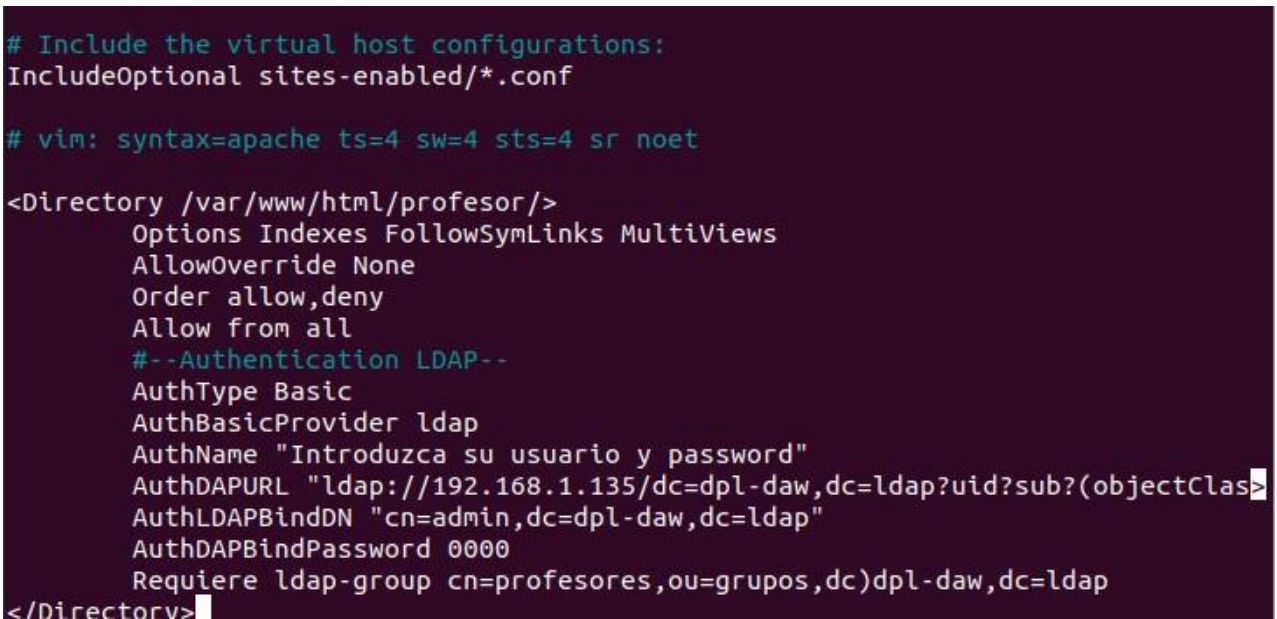 # Include the virtual host configurations:
IncludeOptional sites-enabled/*.conf
# vim: syntax=apache ts=4 sw=4 sts=4 sr noet
<Directory /var/www/html/profesor/>
Options Indexes FollowSymLinks MultiViews
AllowOverride None
Order allow,deny
Allow from all
#--Authentication LDAP--
AuthType Basic
AuthBasicProvider ldap
AuthName "Introduzca su usuario y password"
AuthDAPURL "ldap://192.168.1.135/dc=dpl-daw,dc=ldap?uid?sub?(objectClas>
AuthLDAPBindDN "cn=admin,dc=dpl-daw,dc=ldap"
AuthDAPBindPassword 0000
Requiere ldap-group cn=profesores,ou=grupos,dc)dpl-daw,dc=ldap
</Directory>